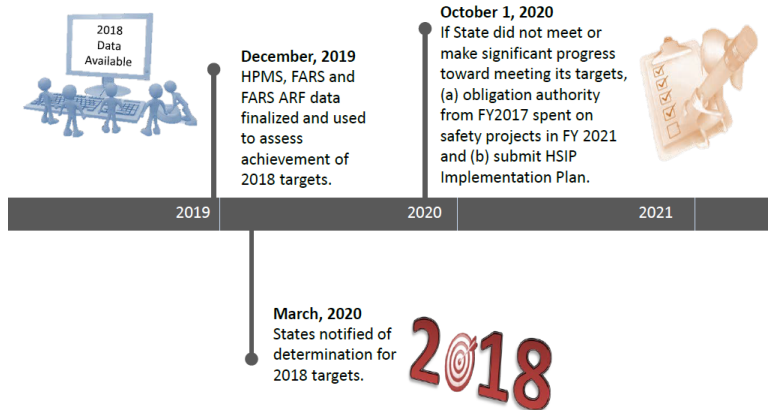 2018
Data
Available
December, 2019
HPMS, FARS and
FARS ARF data
finalized and used
to assess
achievement of
2018 targets.
October 1, 2020
If State did not meet or
make significant progress
toward meeting its targets,
(a) obligation authority
from FY2017 spent on
safety projects in FY 2021
and (b) submit HSIP
Implementation Plan.
2019
2020
2021
March, 2020
States notified of
determination for
2018 targets.
2018